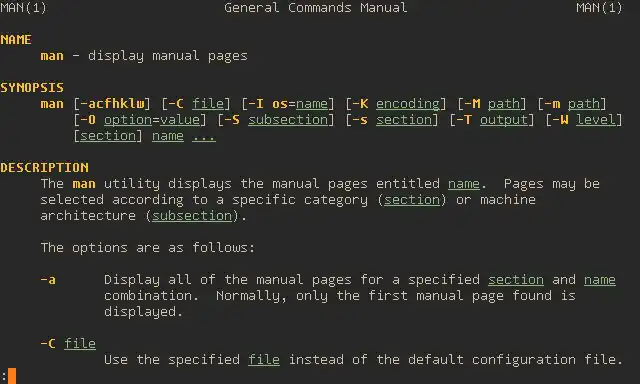 MAN(1) General Commands Manual MAN(1)
NAME
man - display manual pages
SYNOPSIS
man [-acfhklw] [-C file] [-I os=name] [-K encoding] [-M path] [-m path]
[-O option=value] [-S subsection] [-s section] [-T output] [-W level]
[section] name ...
DESCRIPTION
The man utility displays the manual pages entitled name. Pages may be
selected according to a specific category (section) or machine
architecture (subsection).
The options are as follows:
-a Display all of the manual pages for a specified section and name
combination. Normally, only the first manual page found is
displayed.
-C file
Use the specified file instead of the default configuration file.
: